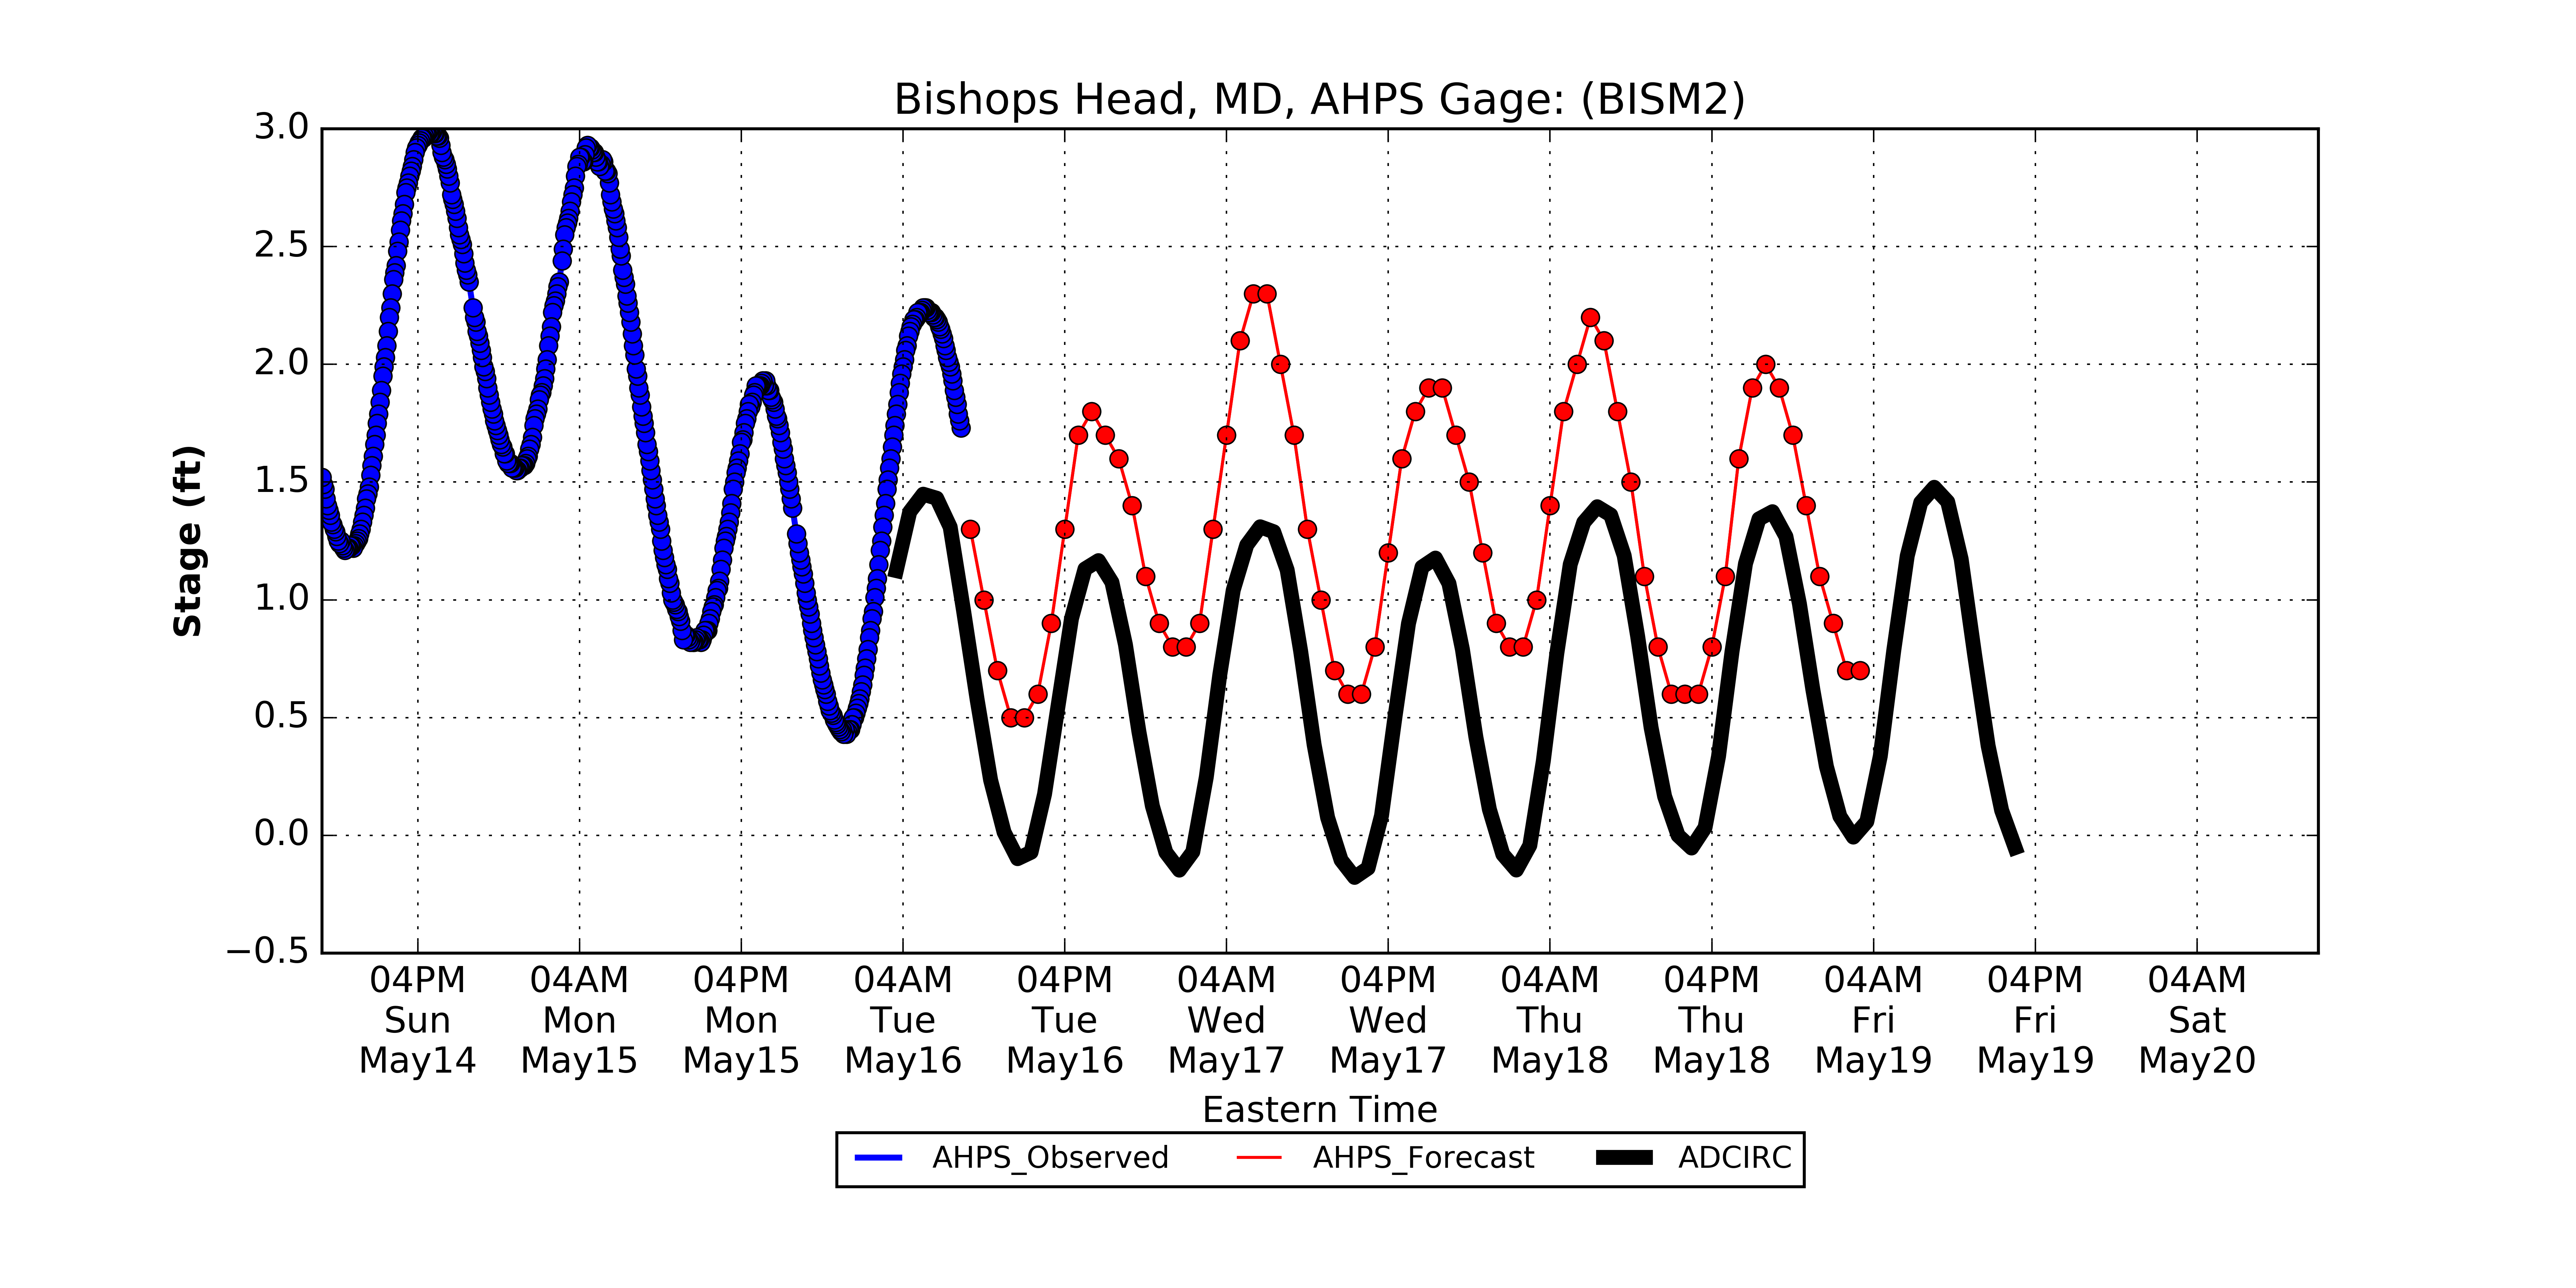 Bishops Head, MD, AHPS Gage: (BISM2)
3.0
2.5
2.0
1.5
1.0
0.5
0.0
−0.5
Stage (ft)
04PM 04AM 04PM 04AM 04PM 04AM 04PM 04AM 04PM 04AM 04PM 04AM
Sun Mon Mon Tue Tue Wed Wed Thu Thu Fri Fri Sat
May14 May15 May15 May16 May16 May17 May17 May18 May18 May19 May19 May20
Eastern Time
AHPS_Observed AHPS_Forecast ADCIRC